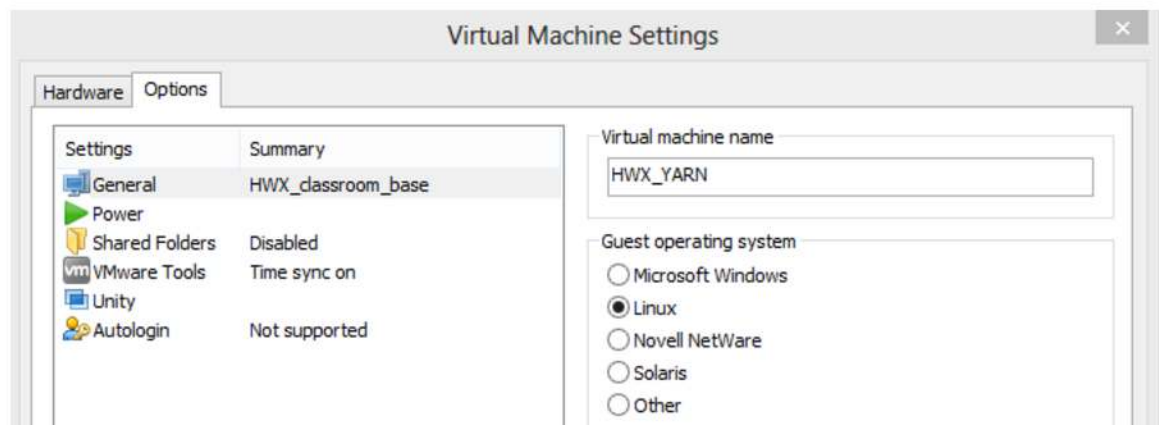 Virtual Machine Settings
Hardware Options
Settings Summary
General HWX_classroom_base
Power
Shared Folders Disabled
vm VMware Tools Time sync on
Unity
Autologin Not supported
Virtual machine name
HWX_YARN
Guest operating system
Microsoft Windows
Linux
Novell NetWare
Solaris
Other